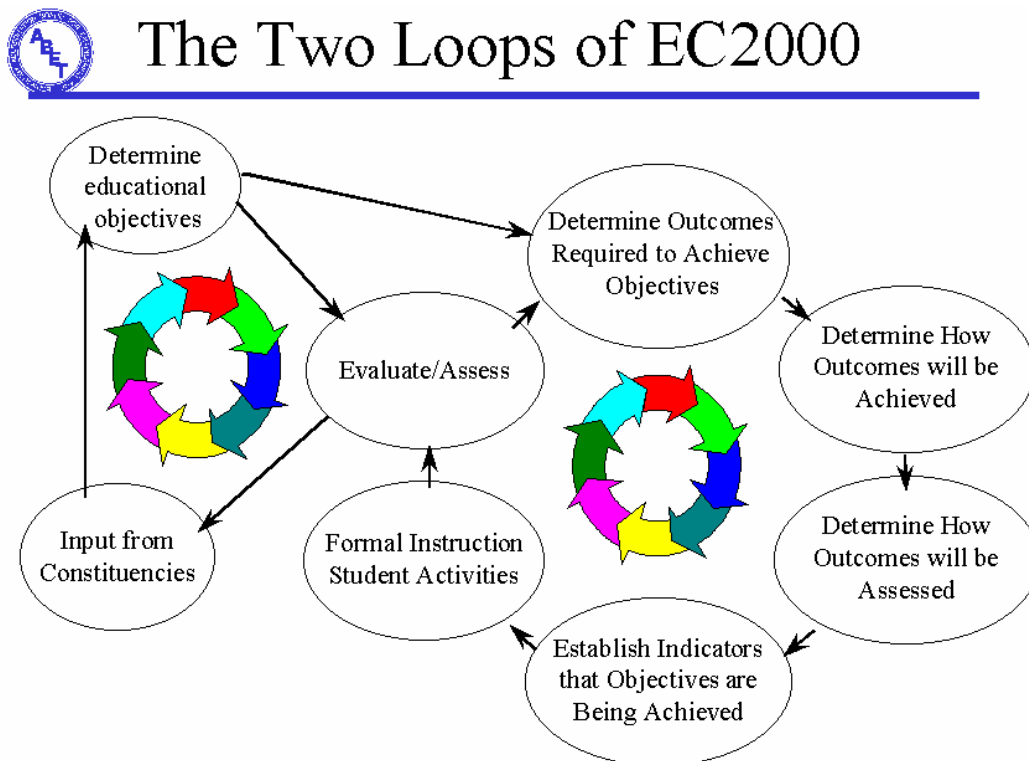 ABET
The Two Loops of EC2000
Determine
educational
objectives
Determine Outcomes
Required to Achieve
Objectives
Evaluate/Assess
Determine How
Outcomes will be
Achieved
Input from
Constituencies
Formal Instruction
Student Activities
Determine How
Outcomes will be
Assessed
Establish Indicators
that Objectives are
Being Achieved